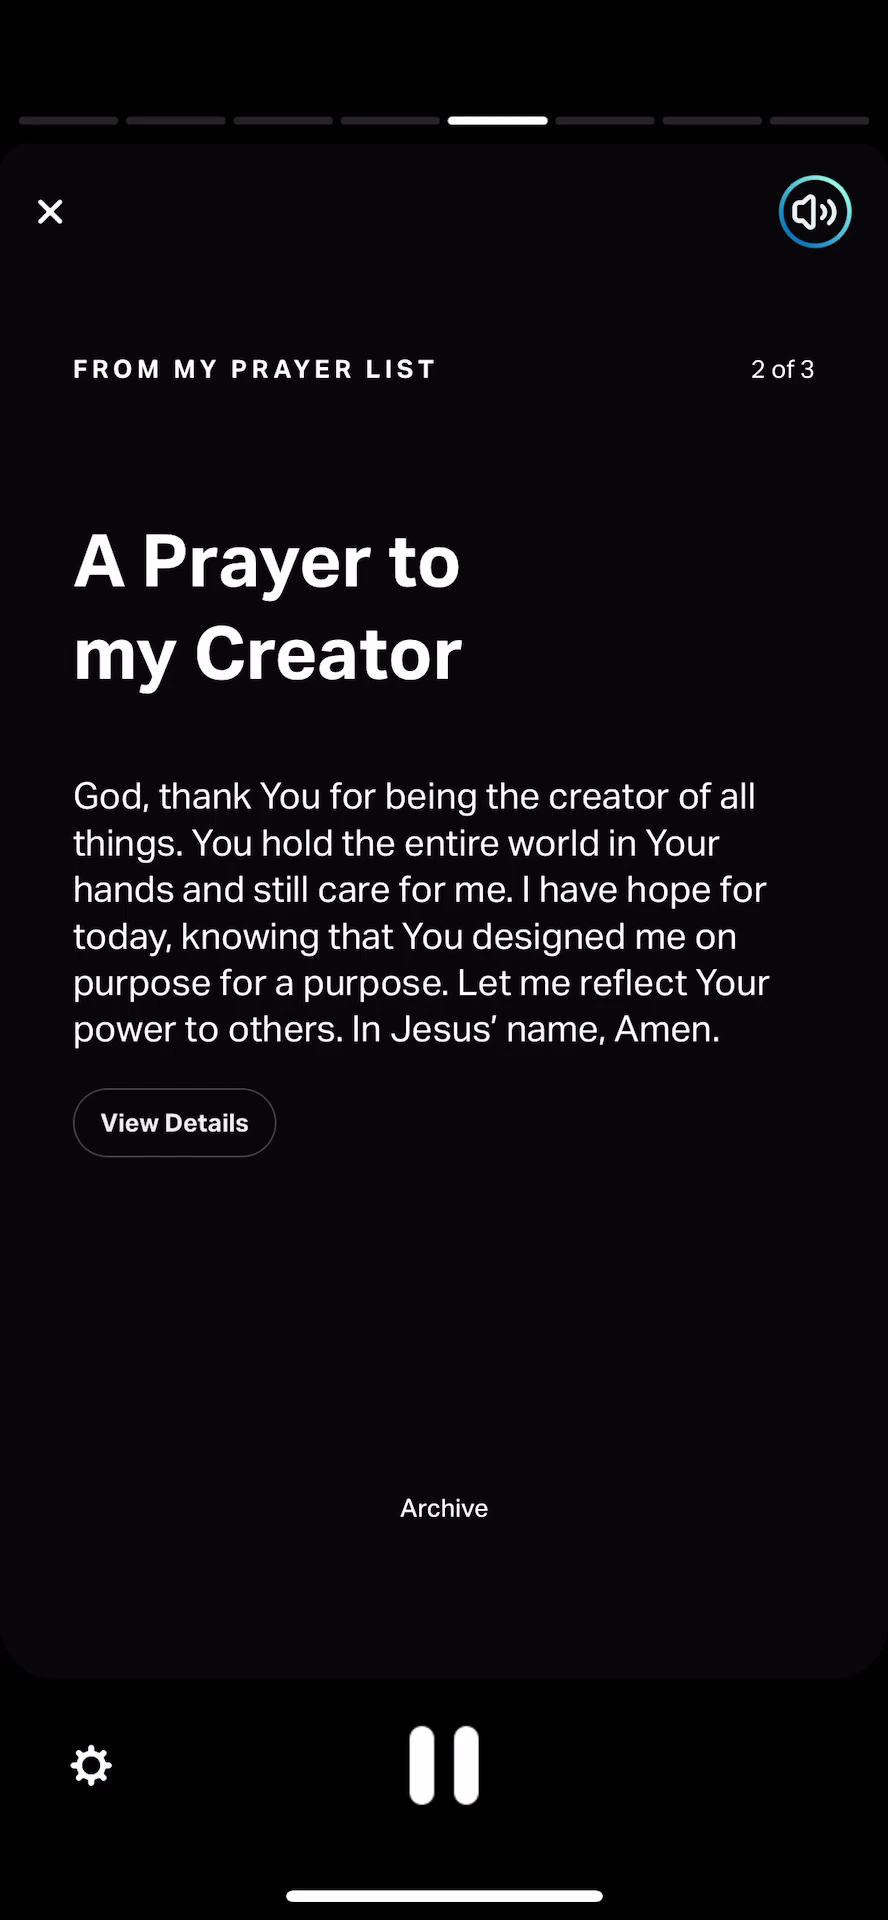 FROM MY PRAYER LIST
2 of 3
A Prayer to
my Creator
God, thank You for being the creator of all
things. You hold the entire world in Your
hands and still care for me. I have hope for
today, knowing that You designed me on
purpose for a purpose. Let me reflect Your
power to others. In Jesus’ name, Amen.
View Details
Archive